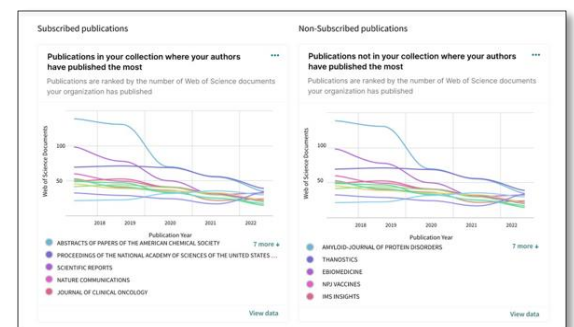 Subscribed publications
Publications in your collection where your authors
have published the most
Publications are ranked by the number of Web of Science documents
your organization has published
Web of Science Documents
100
50
2018 2019 2020 2021 2022
Publication Year
ABSTRACTS OF PAPERS OF THE AMERICAN CHEMICAL SOCIETY
7 more
PROCEEDINGS OF THE NATIONAL ACADEMY OF SCIENCES OF THE UNITED STATES ...
SCIENTIFIC REPORTS
NATURE COMMUNICATIONS
JOURNAL OF CLINICAL ONCOLOGY
View data
Non-Subscribed publications
Publications not in your collection where your authors
have published the most
Publications are ranked by the number of Web of Science documents
your organization has published
Web of Science Documents
100
50
2018 2019 2020 2021 2022
Publication Year
AMYLOID-JOURNAL OF PROTEIN DISORDERS
7 more
THANOSTICS
EBIOMEDICINE
NPJ VACCINES
IMS INSIGHTS
View data